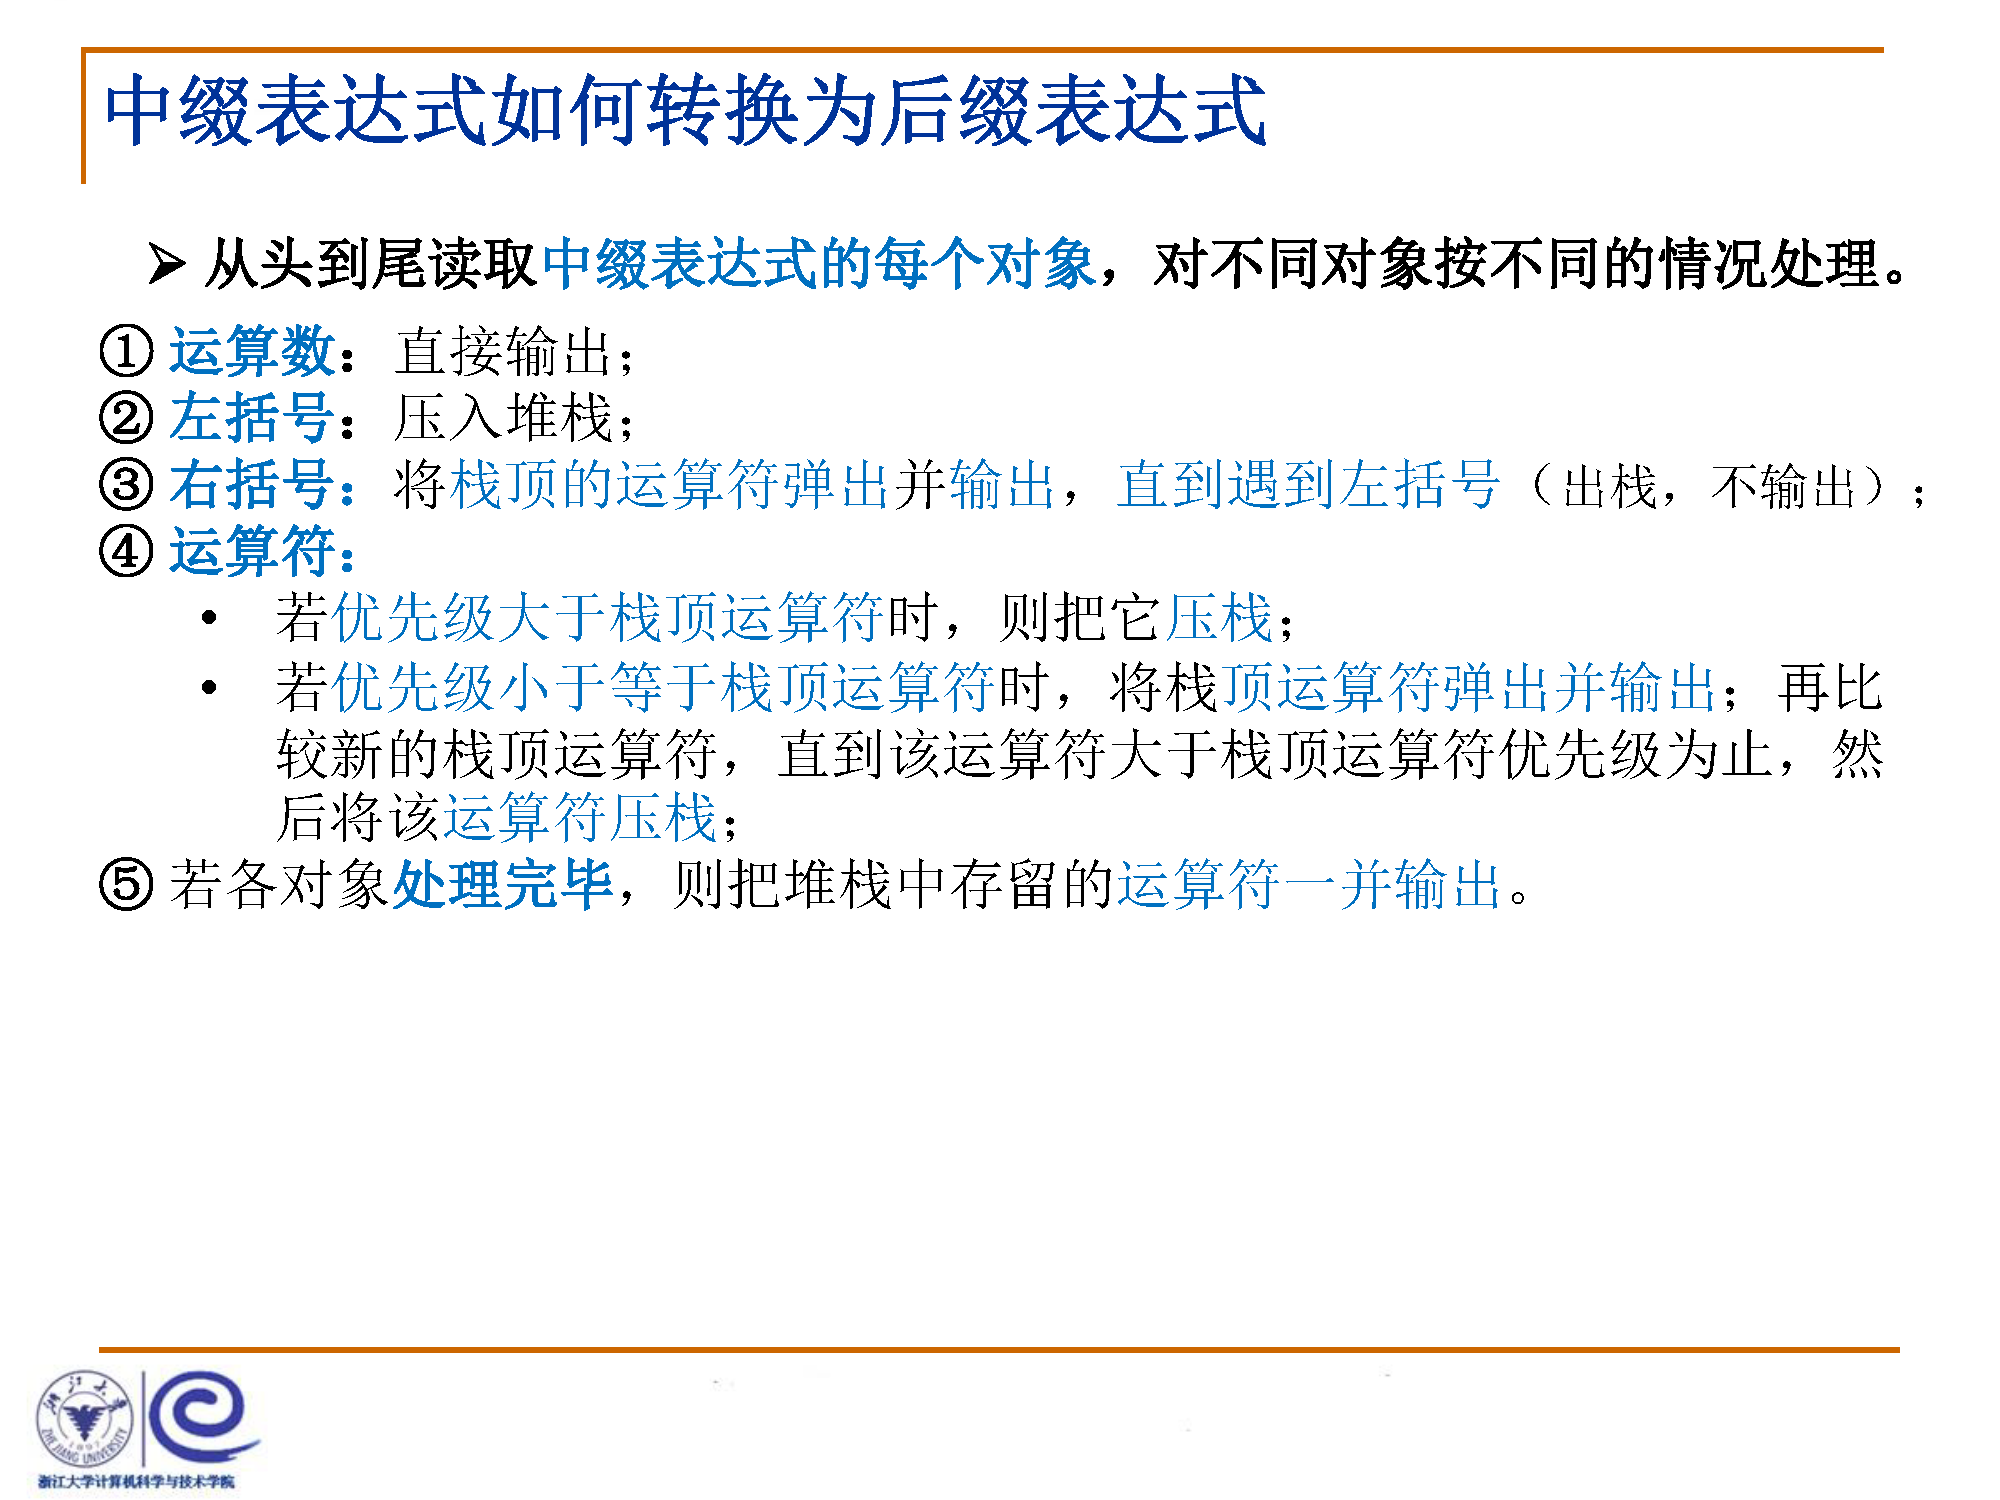 中缀表达式如何转换为后缀表达式
➢ 从头到尾读取中缀表达式的每个对象，对不同对象按不同的情况处理。
① 运算数：直接输出；
② 左括号：压入堆栈；
③ 右括号：将栈顶的运算符弹出并输出，直到遇到左括号（出栈，不输出）；
④ 运算符：
• 若优先级大于栈顶运算符时，则把它压栈；
• 若优先级小于等于栈顶运算符时，将栈顶运算符弹出并输出；再比
较新的栈顶运算符，直到该运算符大于栈顶运算符优先级为止，然
后将该运算符压栈；
⑤ 若各对象处理完毕，则把堆栈中存留的运算符一并输出。
浙江大学
ZHEJIANG UNIVERSITY
1897
浙江大学计算机科学与技术学院